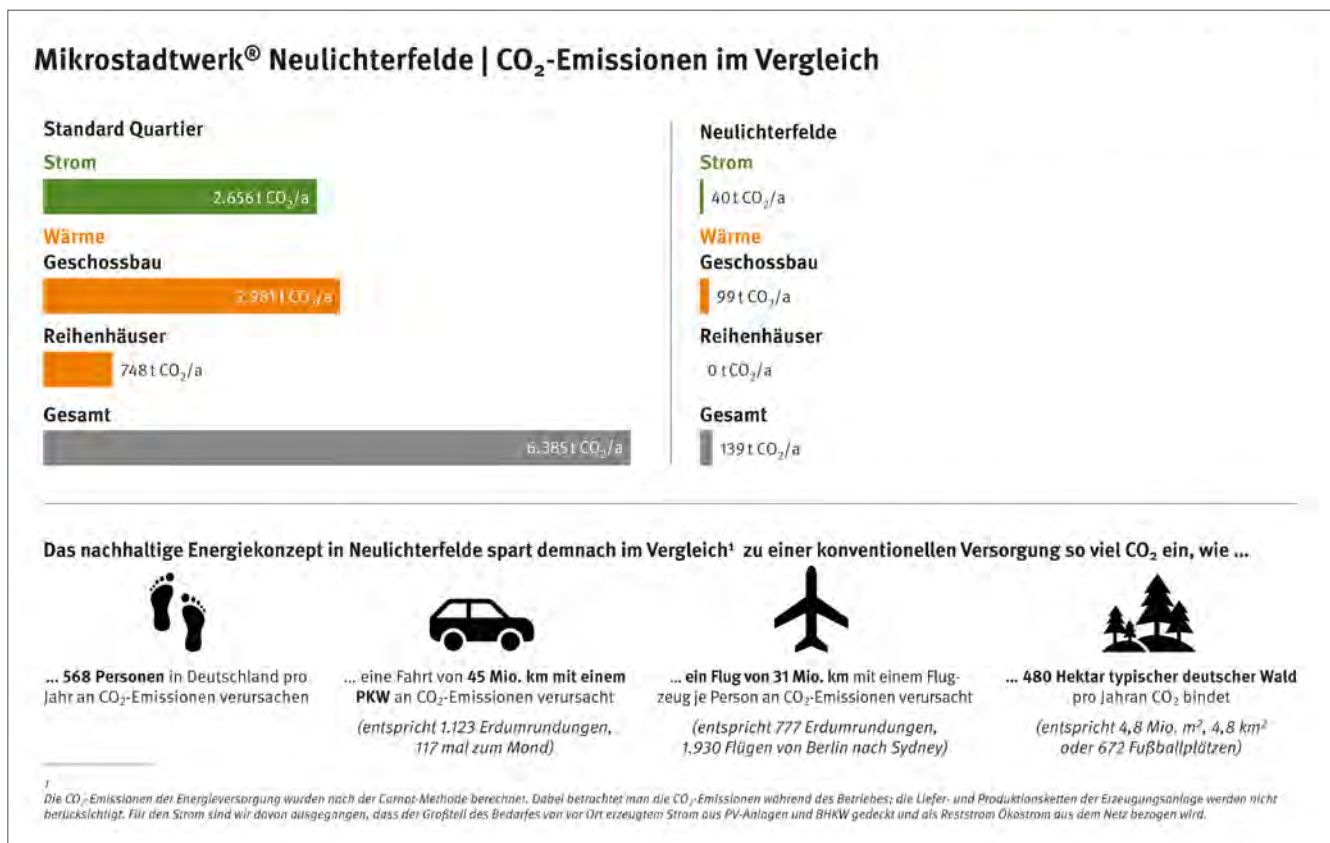 Mikrostadtwerk® Neulichterfelde | CO₂-Emissionen im Vergleich
Standard Quartier
Strom
2.656 t CO₂/a
Wärme
Geschossbau
2.981 t CO₂/a
Reihenhäuser
748 t CO₂/a
Gesamt
6.385 t CO₂/a
Neulichterfelde
Strom
40 t CO₂/a
Wärme
Geschossbau
99 t CO₂/a
Reihenhäuser
0 t CO₂/a
Gesamt
139 t CO₂/a
Das nachhaltige Energiekonzept in Neulichterfelde spart demnach im Vergleich¹ zu einer konventionellen Versorgung so viel CO₂ ein, wie ...
... 568 Personen in Deutschland pro
Jahr an CO₂-Emissionen verursachen
... eine Fahrt von 45 Mio. km mit einem
PKW an CO₂-Emissionen verursacht
(entspricht 1.123 Erdumrundungen,
117 mal zum Mond)
... ein Flug von 31 Mio. km mit einem Flug-
zeug je Person an CO₂-Emissionen verursacht
(entspricht 777 Erdumrundungen,
1.930 Flügen von Berlin nach Sydney)
... 480 Hektar typischer deutscher Wald
pro Jahran CO₂ bindet
(entspricht 4,8 Mio. m², 4,8 km²
oder 672 Fußballplätzen)
1
Die CO₂-Emissionen der Energieversorgung wurden nach der Carnot-Methode berechnet. Dabei betrachtet man die CO₂-Emissionen während des Betriebes; die Liefer- und Produktionsketten der Erzeugungsanlage werden nicht
berücksichtigt. Für den Strom sind wir davon ausgegangen, dass der Großteil des Bedarfes von vor Ort erzeugtem Strom aus PV-Anlagen und BHKW gedeckt und als Reststrom Ökostrom aus dem Netz bezogen wird.